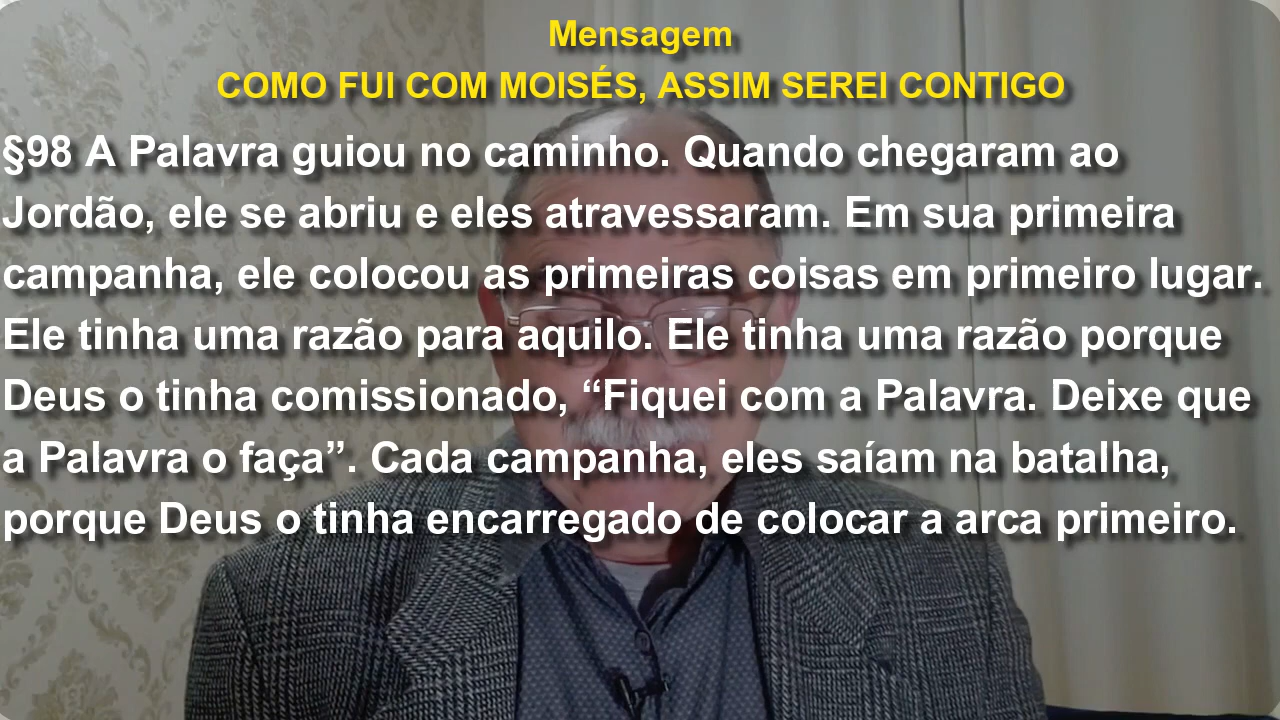 Mensagem
COMO FUI COM MOISÉS, ASSIM SEREI CONTIGO
§98 A Palavra guiou no caminho. Quando chegaram ao
Jordão, ele se abriu e eles atravessaram. Em sua primeira
campanha, ele colocou as primeiras coisas em primeiro lugar.
Ele tinha uma razão para aquilo. Ele tinha uma razão porque
Deus o tinha comissionado, “Fiquei com a Palavra. Deixe que
a Palavra o faça”. Cada campanha, eles saíam na batalha,
porque Deus o tinha encarregado de colocar a arca primeiro.